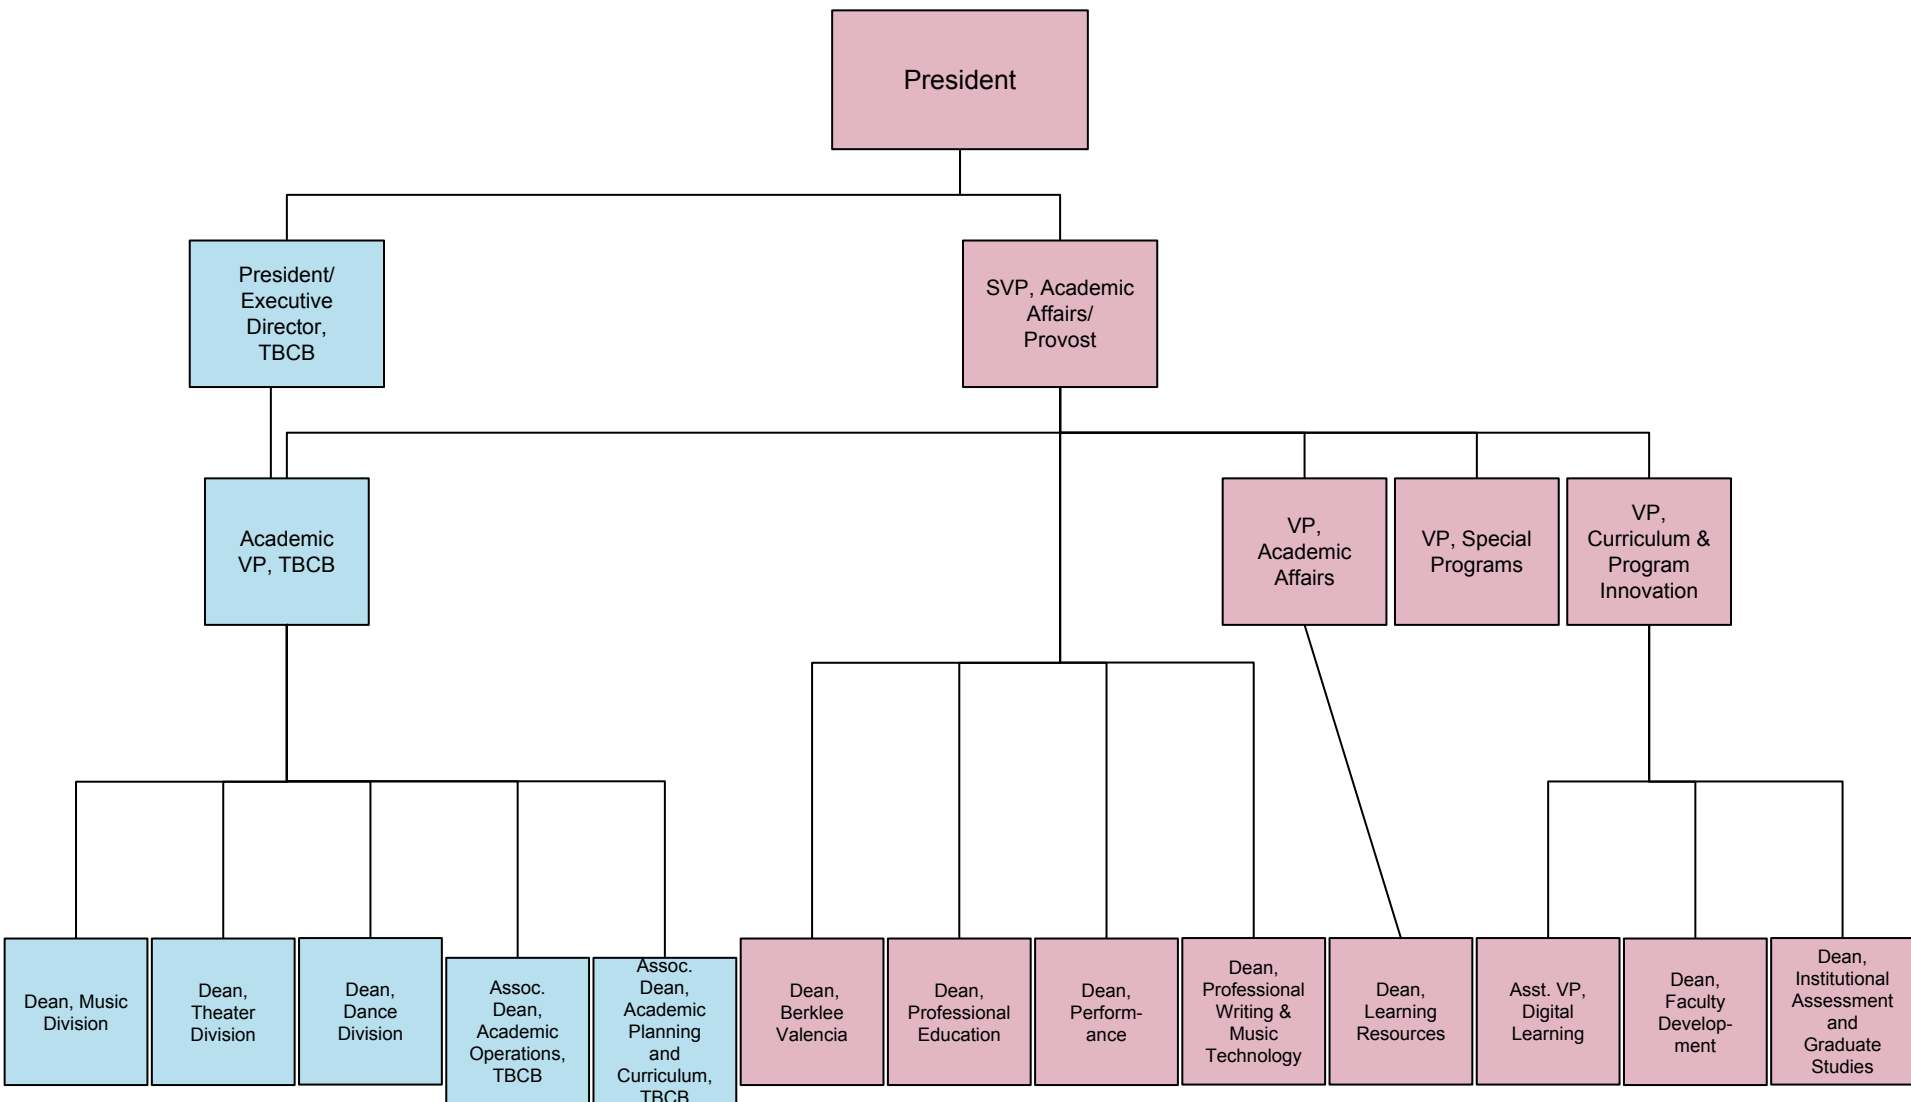 President
President/
Executive
Director,
TBCB
SVP, Academic
Affairs/
Provost
Academic
VP, TBCB
VP,
Academic
Affairs
VP, Special
Programs
VP,
Curriculum &
Program
Innovation
Dean, Music
Division
Dean,
Theater
Division
Dean,
Dance
Division
Assoc.
Dean,
Academic
Operations,
TBCB
Assoc.
Dean,
Academic
Planning
and
Curriculum,
TBCB
Dean,
Berklee
Valencia
Dean,
Professional
Education
Dean,
Perform-
ance
Dean,
Professional
Writing &
Music
Technology
Dean,
Learning
Resources
Asst. VP,
Digital
Learning
Dean,
Faculty
Develop-
ment
Dean,
Institutional
Assessment
and
Graduate
Studies